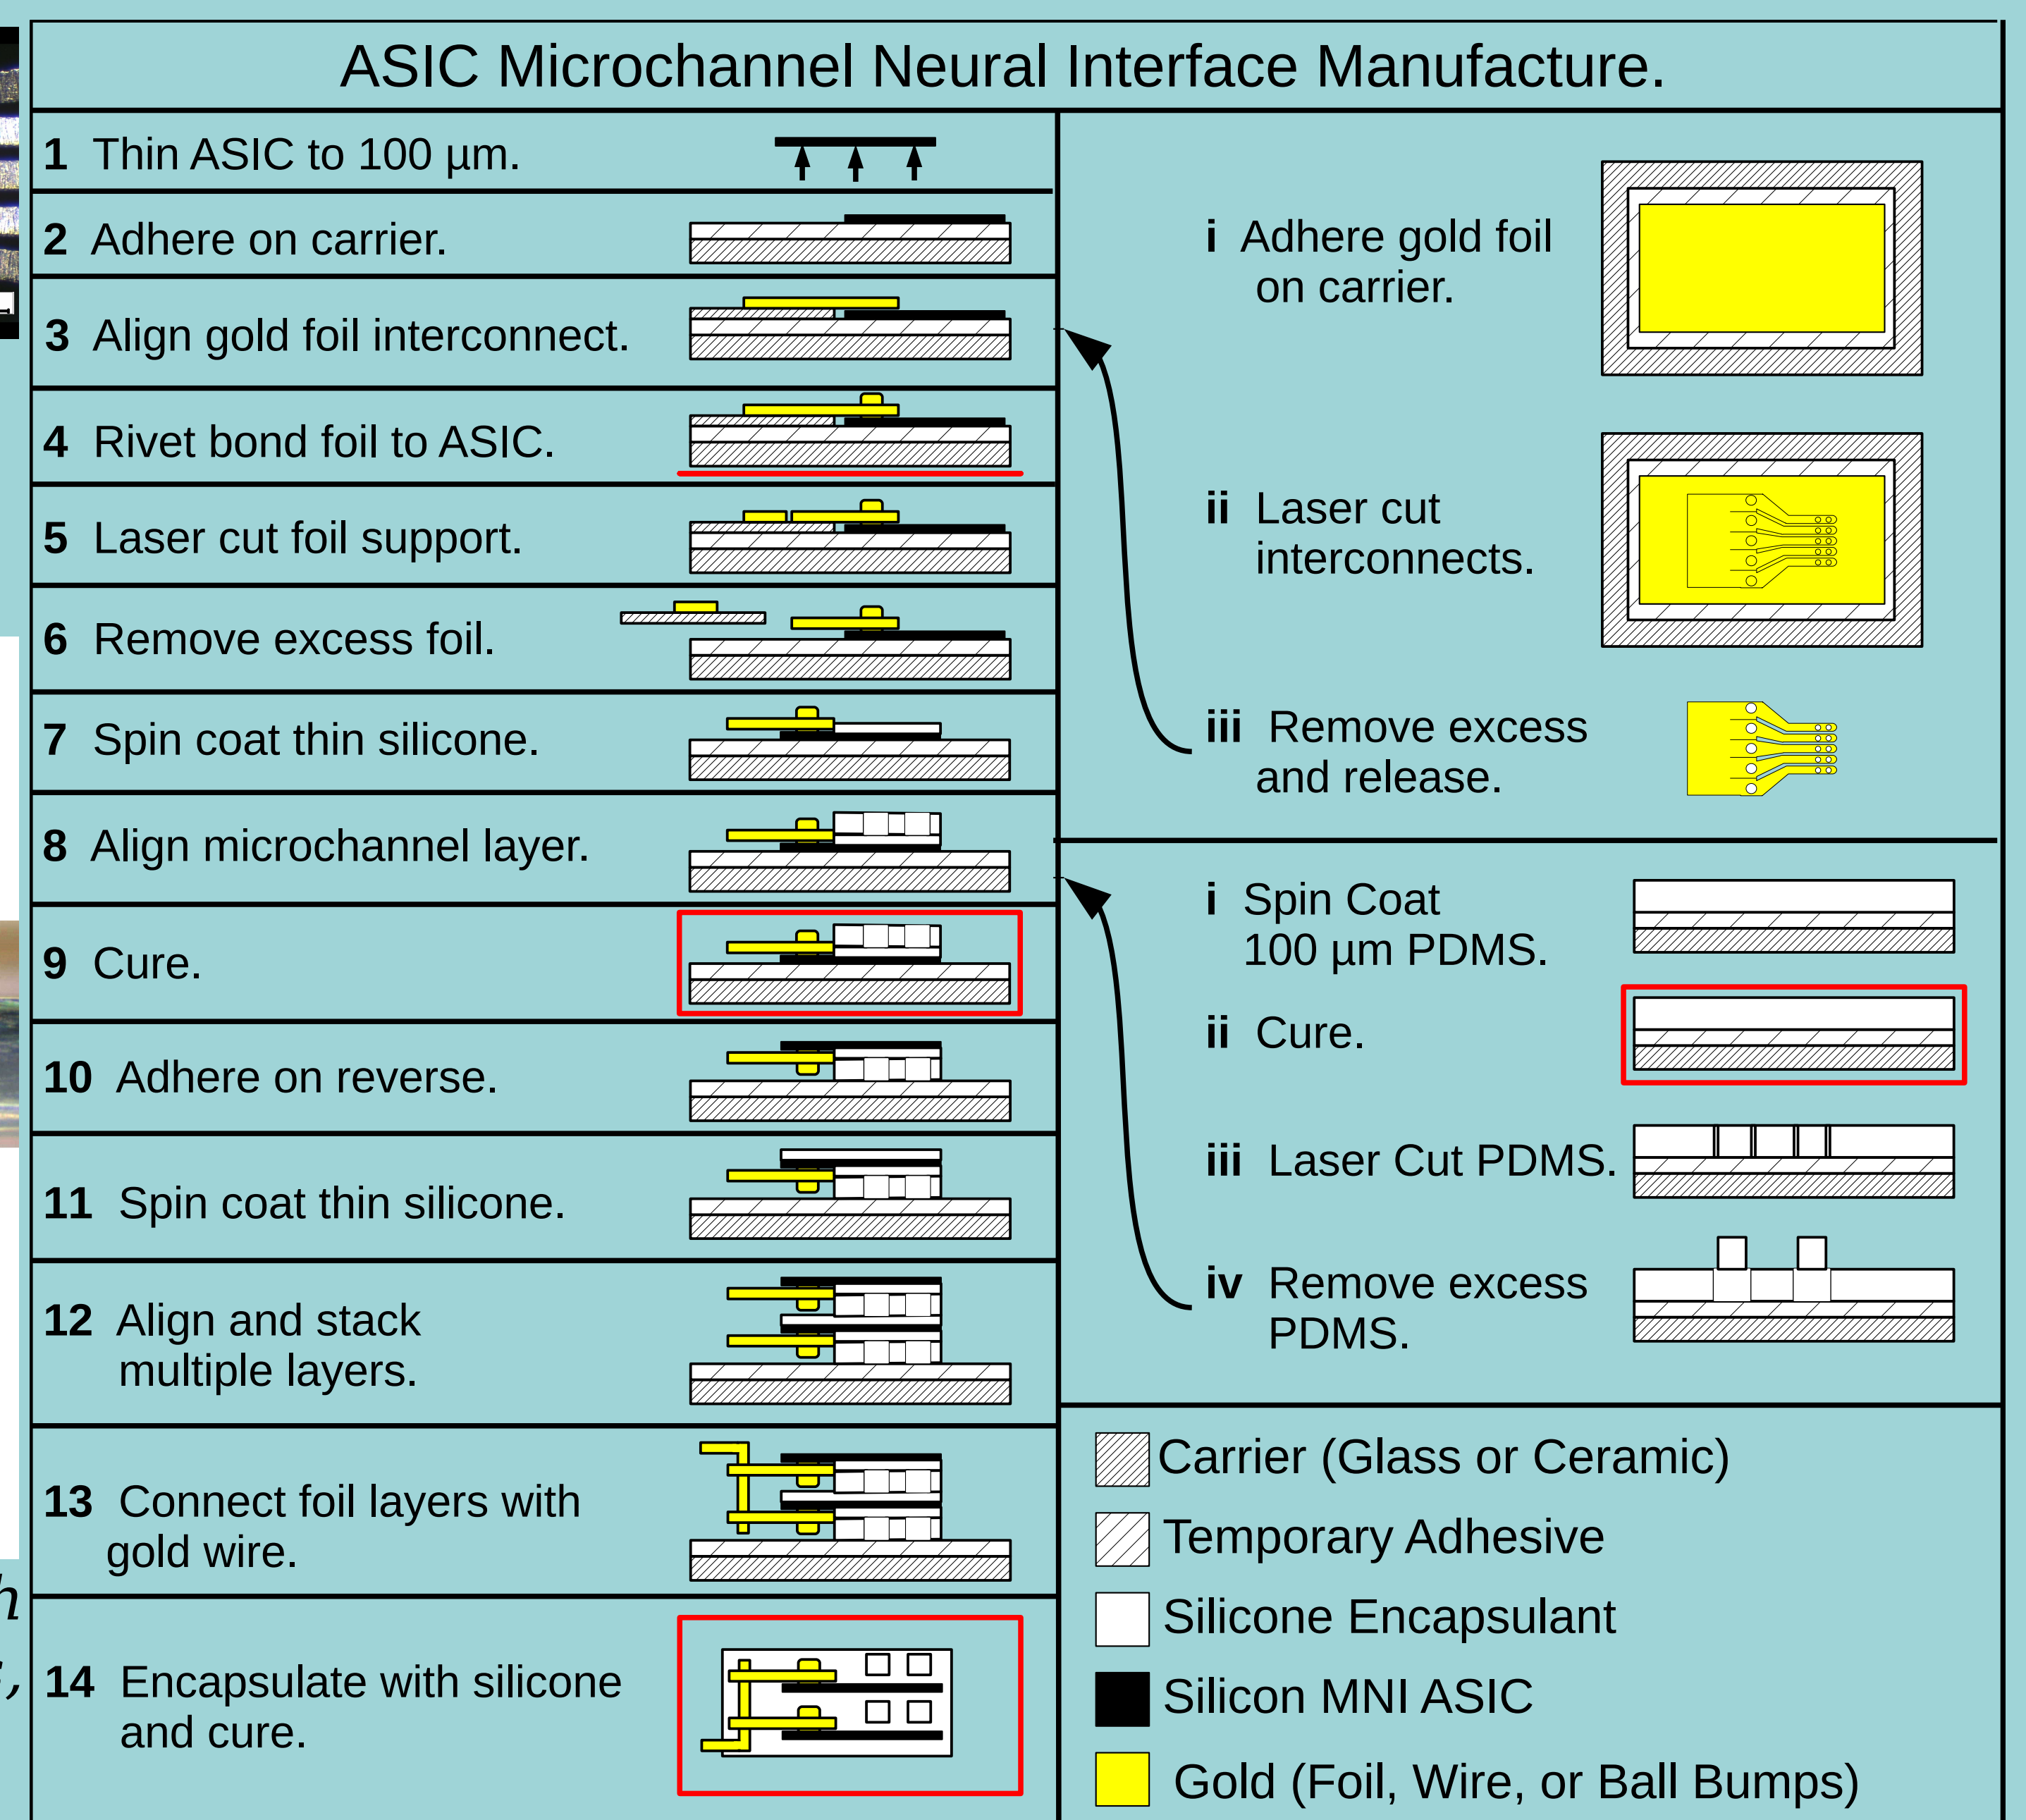 ASIC Microchannel Neural Interface Manufacture.
1 Thin ASIC to 100 µm.
2 Adhere on carrier.
3 Align gold foil interconnect.
4 Rivet bond foil to ASIC.
5 Laser cut foil support.
6 Remove excess foil.
7 Spin coat thin silicone.
8 Align microchannel layer.
9 Cure.
10 Adhere on reverse.
11 Spin coat thin silicone.
12 Align and stack
multiple layers.
13 Connect foil layers with
gold wire.
14 Encapsulate with silicone
and cure.
i Adhere gold foil
on carrier.
ii Laser cut
interconnects.
iii Remove excess
and release.
i Spin Coat
100 µm PDMS.
ii Cure.
iii Laser Cut PDMS.
iv Remove excess
PDMS.
Carrier (Glass or Ceramic)
Temporary Adhesive
Silicone Encapsulant
Silicon MNI ASIC
Gold (Foil, Wire, or Ball Bumps)